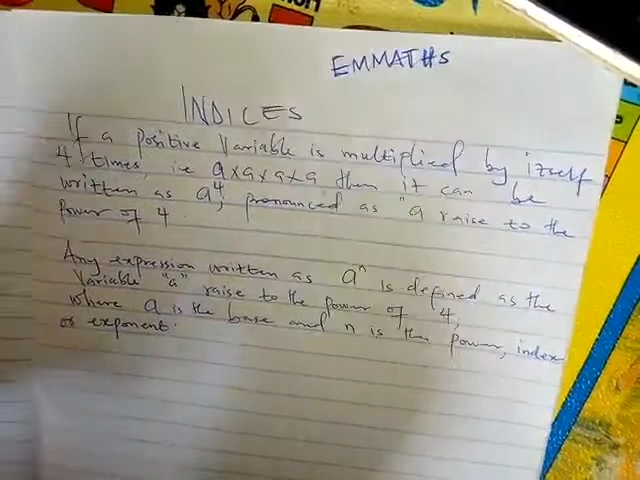 EMMATHS
INDICES
If a positive Variable is multiplied by itself
4 times, ie a x a x a x a then it can be
written as a⁴, pronounced as "a raise to the
Power of 4.
Any expression written as aⁿ is defined as the
Variable "a" raise to the power of 4,
where a is the base and n is the power, index
or exponent.